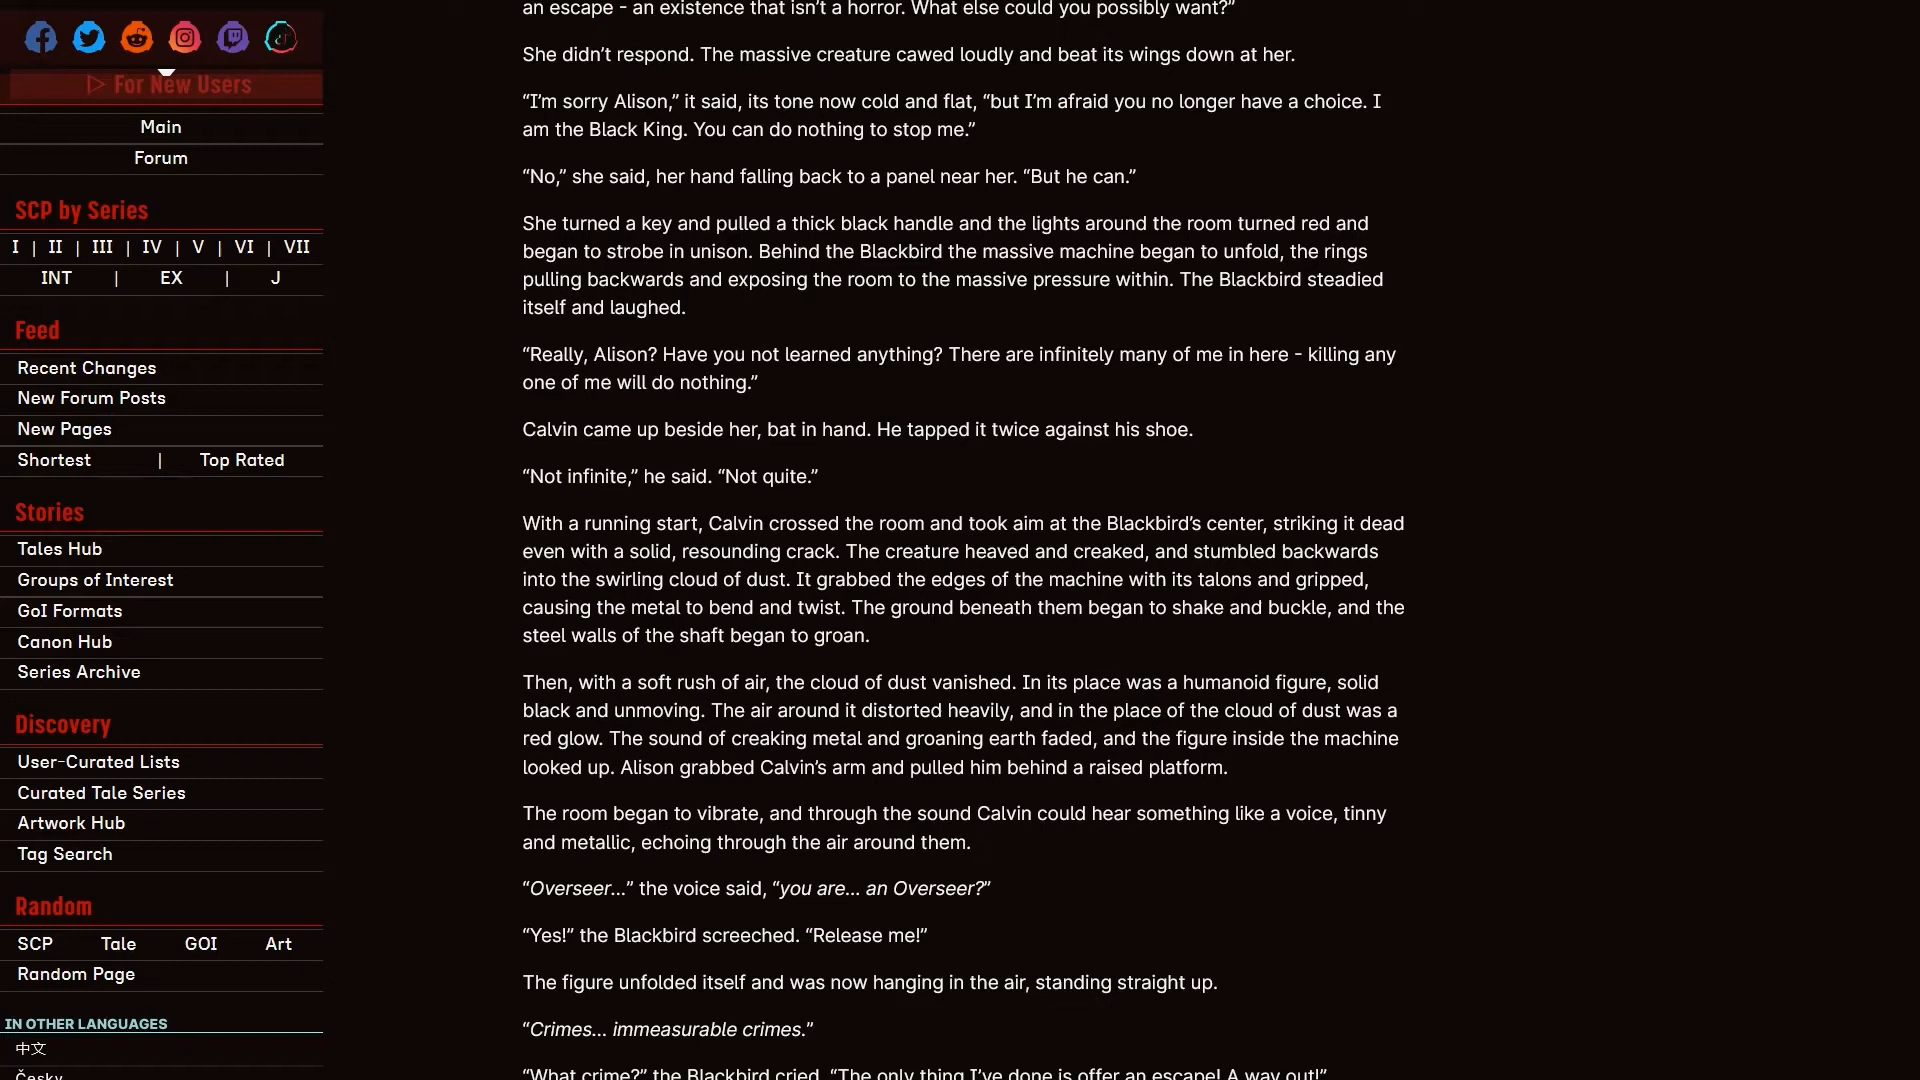 ▷ For New Users
Main
Forum
SCP by Series
I | II | III | IV | V | VI | VII
INT | EX | J
Feed
Recent Changes
New Forum Posts
New Pages
Shortest | Top Rated
Stories
Tales Hub
Groups of Interest
GoI Formats
Canon Hub
Series Archive
Discovery
User-Curated Lists
Curated Tale Series
Artwork Hub
Tag Search
Random
SCP Tale GOI Art
Random Page
IN OTHER LANGUAGES
中文
Česky
an escape - an existence that isn’t a horror. What else could you possibly want?”
She didn’t respond. The massive creature cawed loudly and beat its wings down at her.
“I’m sorry Alison,” it said, its tone now cold and flat, “but I’m afraid you no longer have a choice. I
am the Black King. You can do nothing to stop me.”
“No,” she said, her hand falling back to a panel near her. “But he can.”
She turned a key and pulled a thick black handle and the lights around the room turned red and
began to strobe in unison. Behind the Blackbird the massive machine began to unfold, the rings
pulling backwards and exposing the room to the massive pressure within. The Blackbird steadied
itself and laughed.
“Really, Alison? Have you not learned anything? There are infinitely many of me in here - killing any
one of me will do nothing.”
Calvin came up beside her, bat in hand. He tapped it twice against his shoe.
“Not infinite,” he said. “Not quite.”
With a running start, Calvin crossed the room and took aim at the Blackbird’s center, striking it dead
even with a solid, resounding crack. The creature heaved and creaked, and stumbled backwards
into the swirling cloud of dust. It grabbed the edges of the machine with its talons and gripped,
causing the metal to bend and twist. The ground beneath them began to shake and buckle, and the
steel walls of the shaft began to groan.
Then, with a soft rush of air, the cloud of dust vanished. In its place was a humanoid figure, solid
black and unmoving. The air around it distorted heavily, and in the place of the cloud of dust was a
red glow. The sound of creaking metal and groaning earth faded, and the figure inside the machine
looked up. Alison grabbed Calvin’s arm and pulled him behind a raised platform.
The room began to vibrate, and through the sound Calvin could hear something like a voice, tinny
and metallic, echoing through the air around them.
“Overseer…” the voice said, “you are… an Overseer?”
“Yes!” the Blackbird screeched. “Release me!”
The figure unfolded itself and was now hanging in the air, standing straight up.
“Crimes… immeasurable crimes.”
“What crime?” the Blackbird cried. “The only thing I’ve done is offer an escape! A way out!”